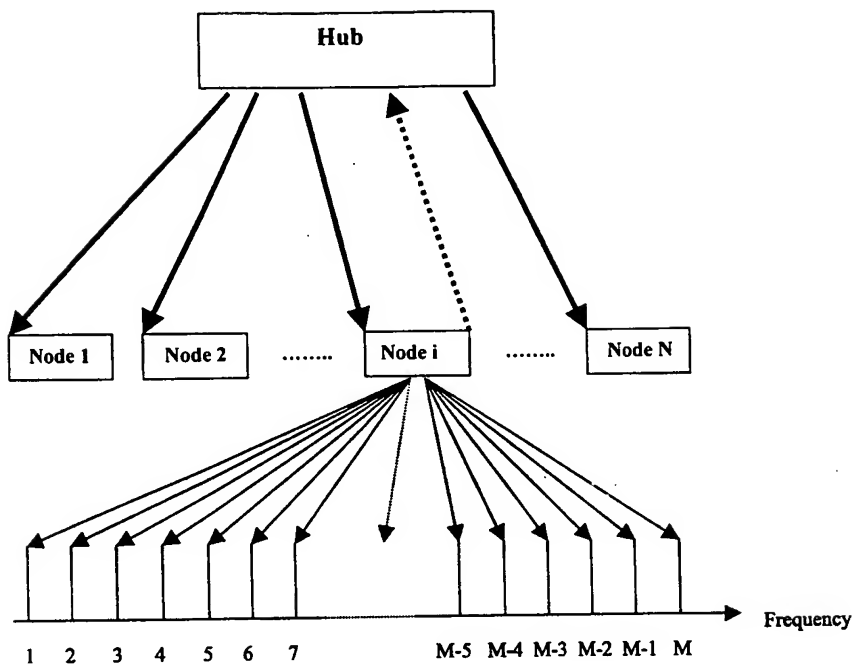 Hub
Node 1 Node 2 ........ Node i ........ Node N
Frequency
1 2 3 4 5 6 7 M-5 M-4 M-3 M-2 M-1 M